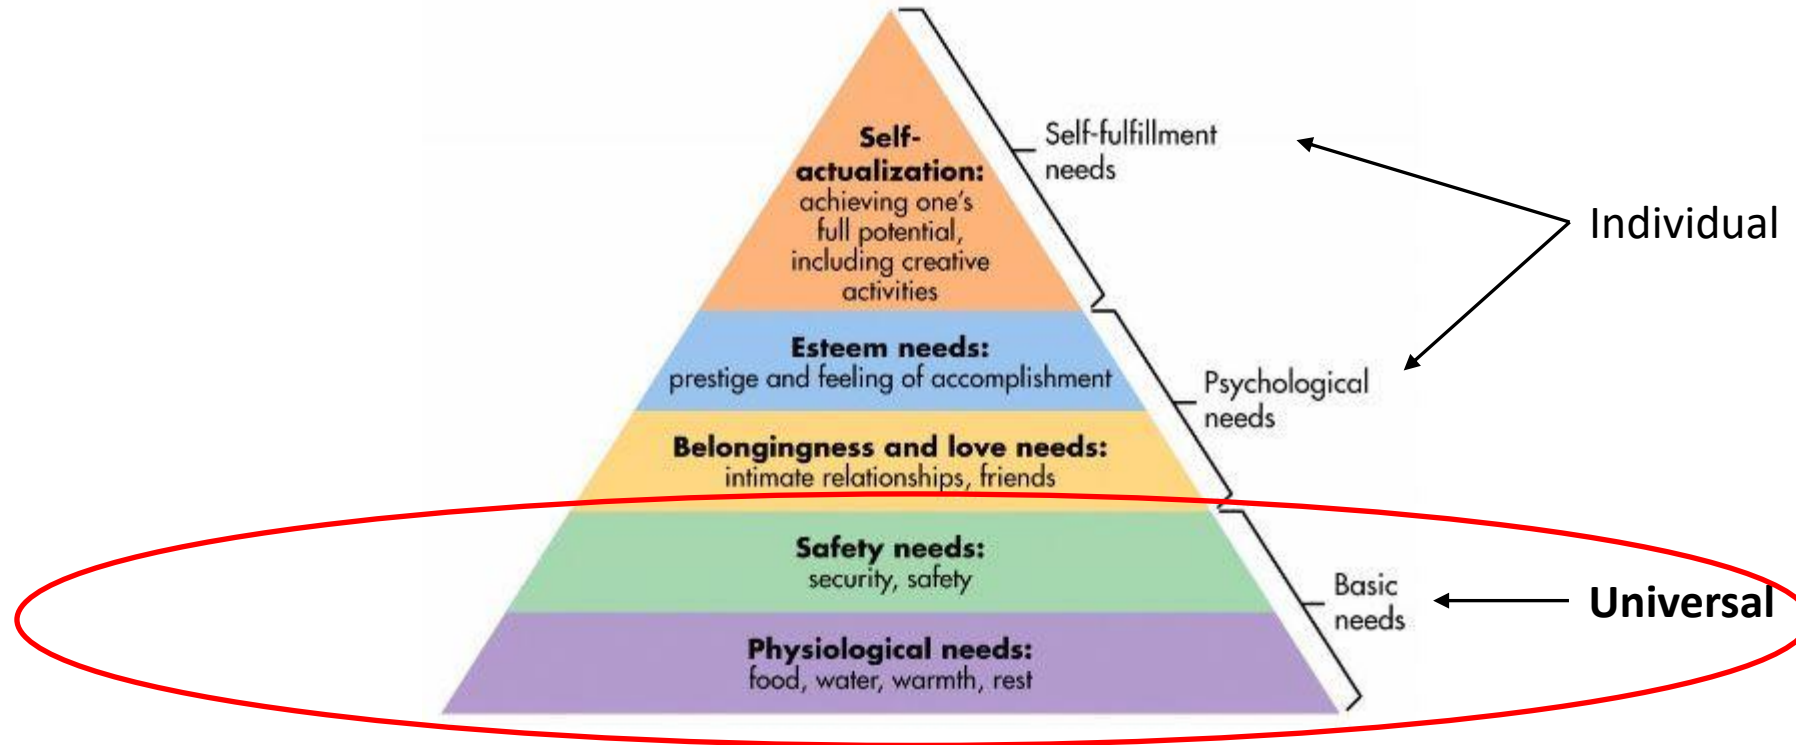 Self-
actualization:
achieving one's
full potential,
including creative
activities
Self-fulfillment
needs
Individual
Esteem needs:
prestige and feeling of accomplishment
Psychological
needs
Belongingness and love needs:
intimate relationships, friends
Safety needs:
security, safety
Basic
needs
Universal
Physiological needs:
food, water, warmth, rest